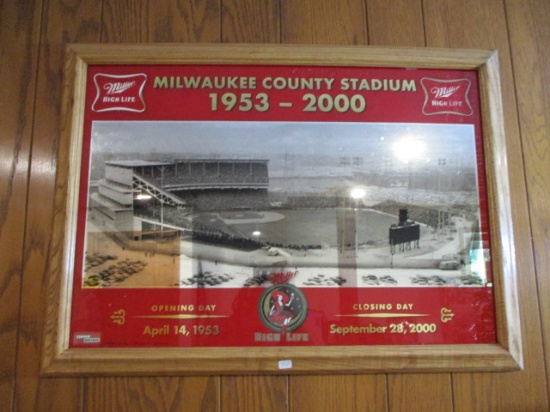 MILWAUKEE COUNTY STADIUM
1953 – 2000
Miller
HIGH LIFE
Miller
HIGH LIFE
OPENING DAY
April 14, 1953
Miller
HIGH LIFE
CLOSING DAY
September 28, 2000